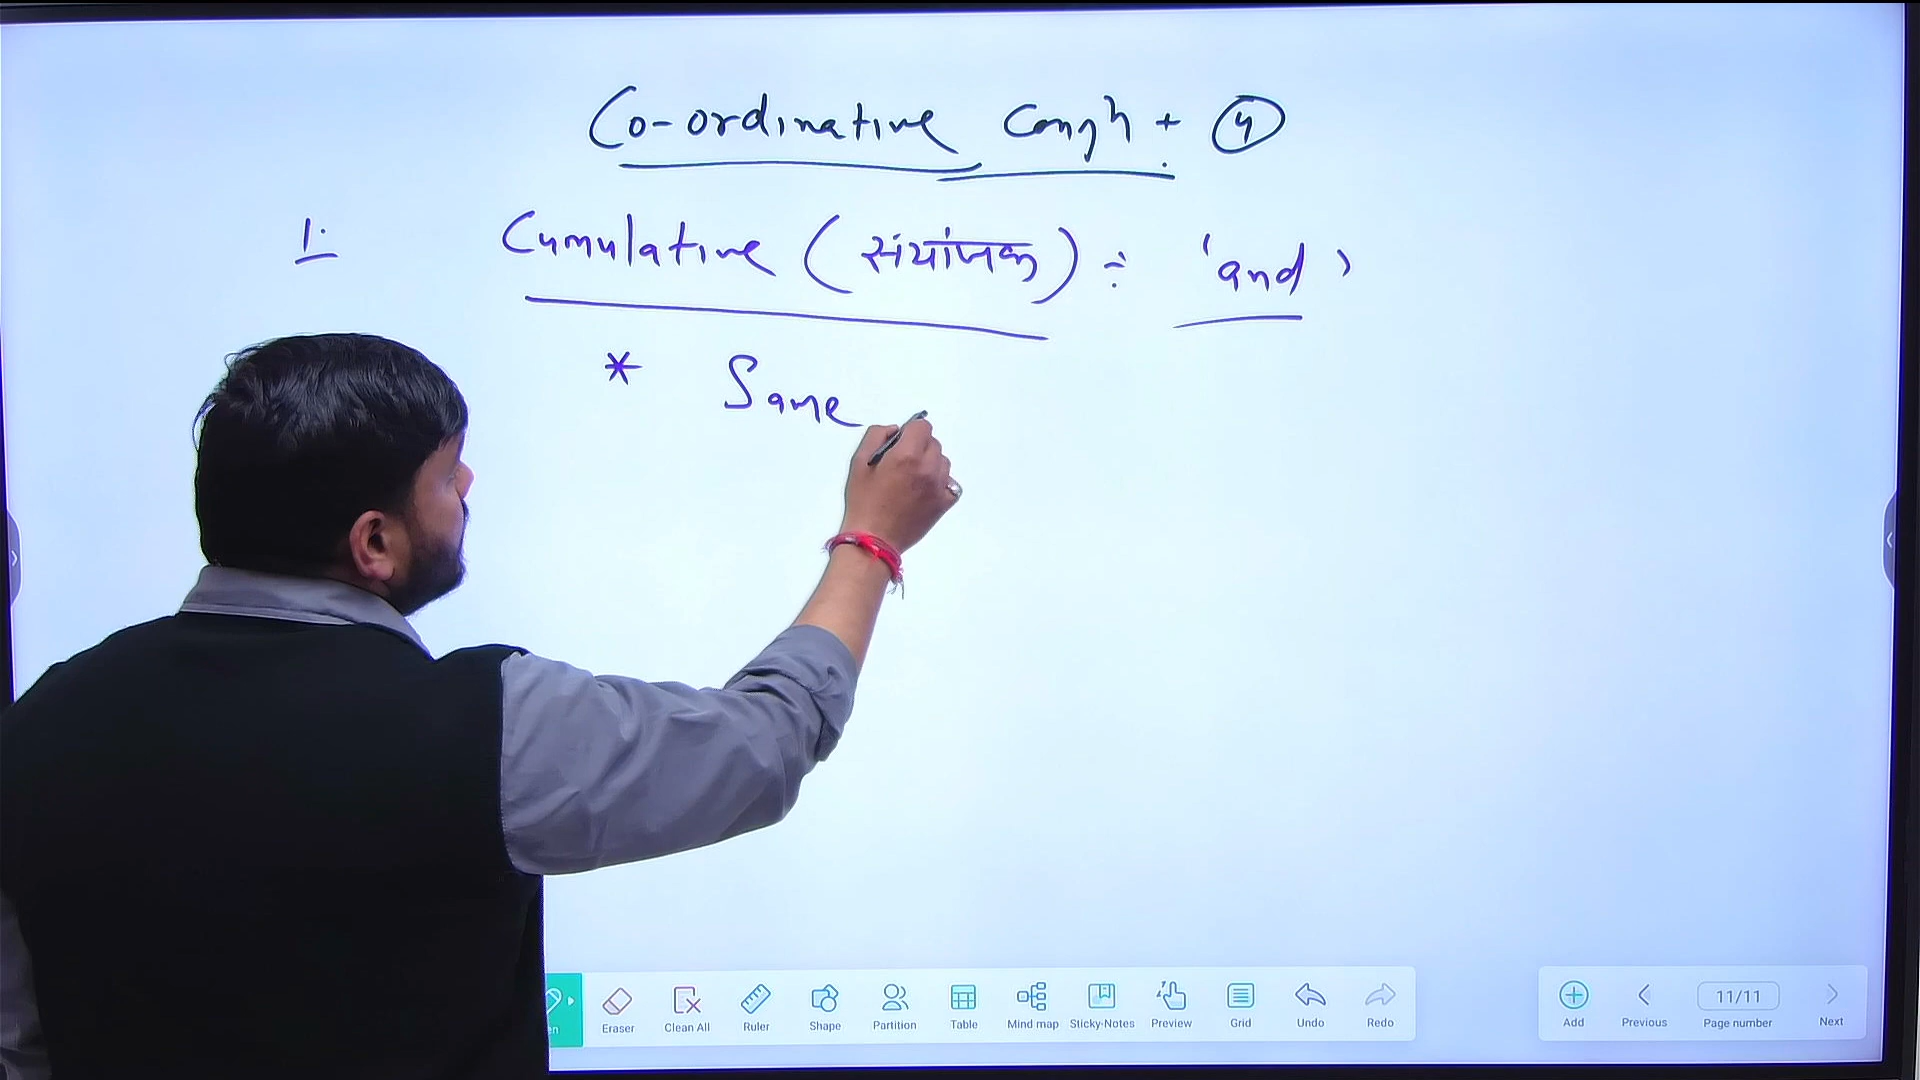 Co-ordinative Conjn + ④
1. Cumulative (संयोजक) ÷ 'and'
* Same
Eraser Clean All Ruler Shape Partition Table Mind map Sticky-Notes Preview Grid Undo Redo
Add Previous 11/11 Page number Next